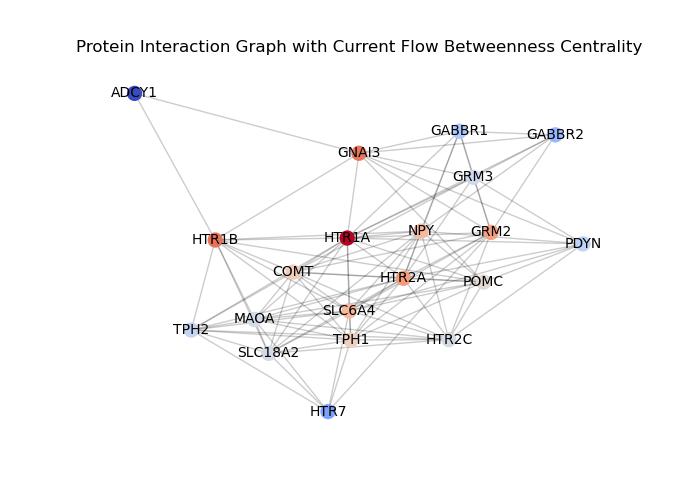 Protein Interaction Graph with Current Flow Betweenness Centrality
ADCY1
GABBR1
GABBR2
GNAI3
GRM3
HTR1B
HTR1A
NPY
GRM2
PDYN
COMT
HTR2A
POMC
SLC6A4
MAOA
TPH2
TPH1
HTR2C
SLC18A2
HTR7